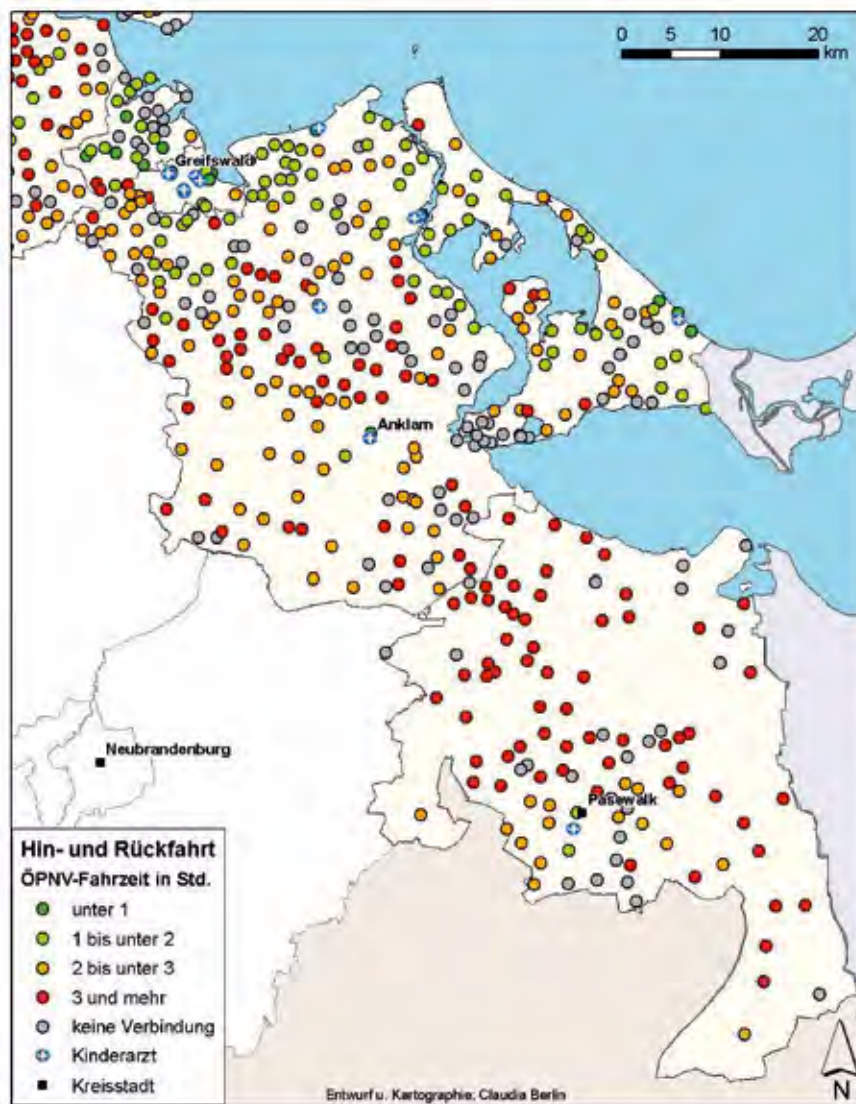 0 5 10 20
km
Greifswald
Anklam
Neubrandenburg
Pasewalk
Hin- und Rückfahrt
ÖPNV-Fahrzeit in Std.
unter 1
1 bis unter 2
2 bis unter 3
3 und mehr
keine Verbindung
Kinderarzt
Kreisstadt
Entwurf u. Kartographie: Claudia Berlin
N